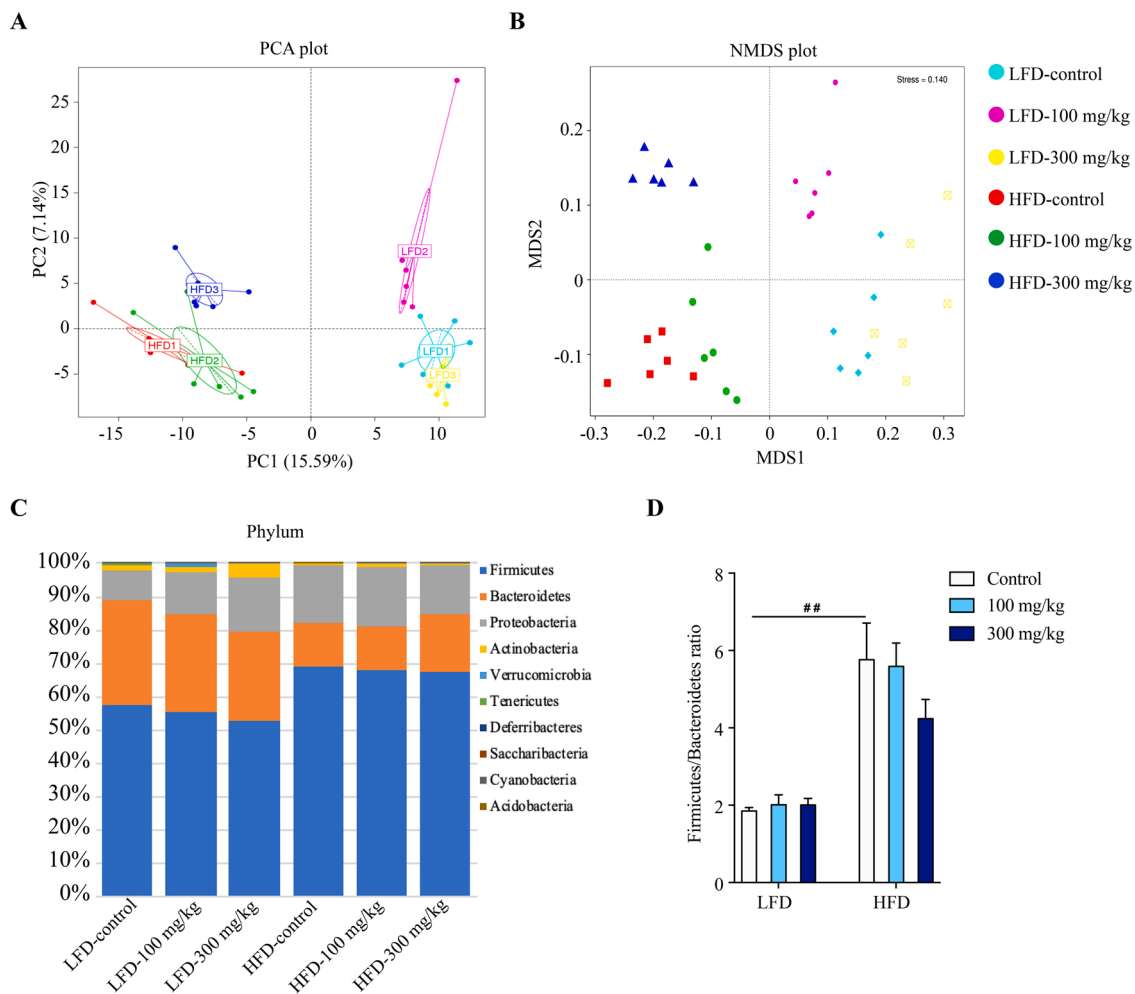 A
PCA plot
PC2 (7.14%)
25
20
15
10
5
0
-5
-15
-10
-5
0
5
10
PC1 (15.59%)
LFD2
HFD3
HFD1
HFD2
LFD1
LFD3
B
NMDS plot
Stress = 0.140
MDS2
0.2
0.1
0
-0.1
-0.3
-0.2
-0.1
0
0.1
0.2
0.3
MDS1
LFD-control
LFD-100 mg/kg
LFD-300 mg/kg
HFD-control
HFD-100 mg/kg
HFD-300 mg/kg
C
Phylum
100%
90%
80%
70%
60%
50%
40%
30%
20%
10%
0%
LFD-control
LFD-100 mg/kg
LFD-300 mg/kg
HFD-control
HFD-100 mg/kg
HFD-300 mg/kg
Firmicutes
Bacteroidetes
Proteobacteria
Actinobacteria
Verrucomicrobia
Tenericutes
Deferribacteres
Saccharibacteria
Cyanobacteria
Acidobacteria
D
Firmicutes/Bacteroidetes ratio
8
6
4
2
0
##
LFD
HFD
Control
100 mg/kg
300 mg/kg